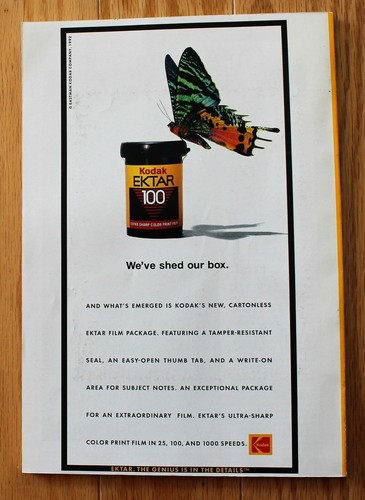 © EASTMAN KODAK COMPANY, 1993
Kodak
EKTAR
100
ULTRA SHARP COLOR PRINT FILM
We've shed our box.
AND WHAT'S EMERGED IS KODAK'S NEW, CARTONLESS
EKTAR FILM PACKAGE. FEATURING A TAMPER-RESISTANT
SEAL, AN EASY-OPEN THUMB TAB, AND A WRITE-ON
AREA FOR SUBJECT NOTES. AN EXCEPTIONAL PACKAGE
FOR AN EXTRAORDINARY FILM. EKTAR'S ULTRA-SHARP
COLOR PRINT FILM IN 25, 100, AND 1000 SPEEDS.
Kodak
EKTAR. THE GENIUS IS IN THE DETAILS™